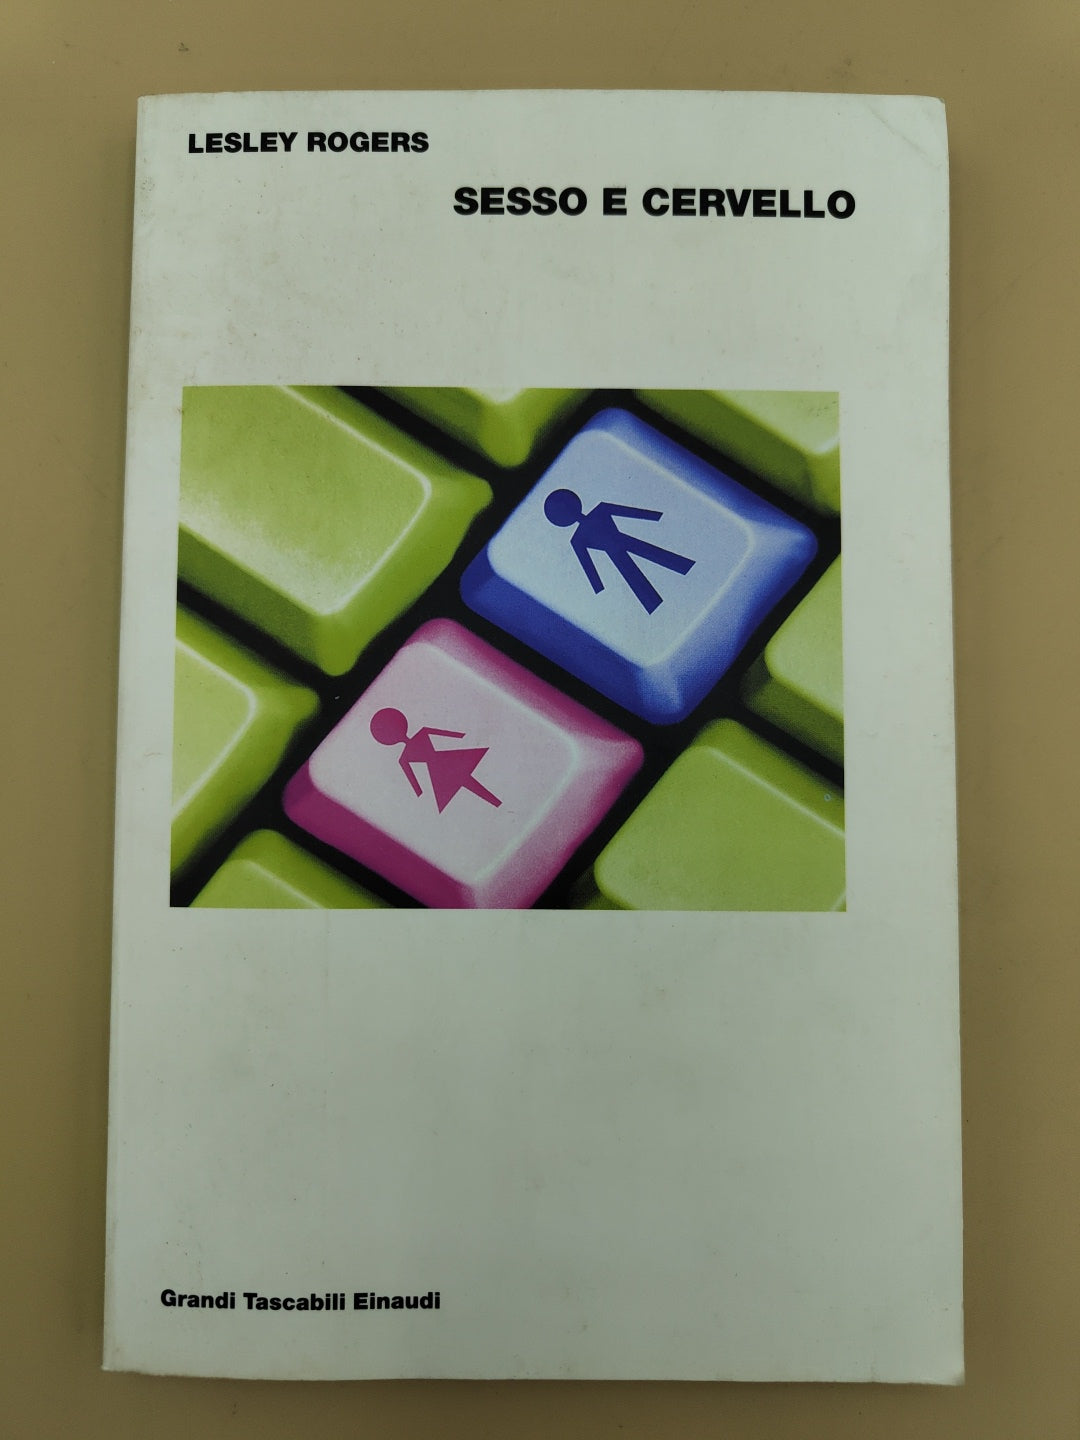 LESLEY ROGERS
SESSO E CERVELLO
Grandi Tascabili Einaudi